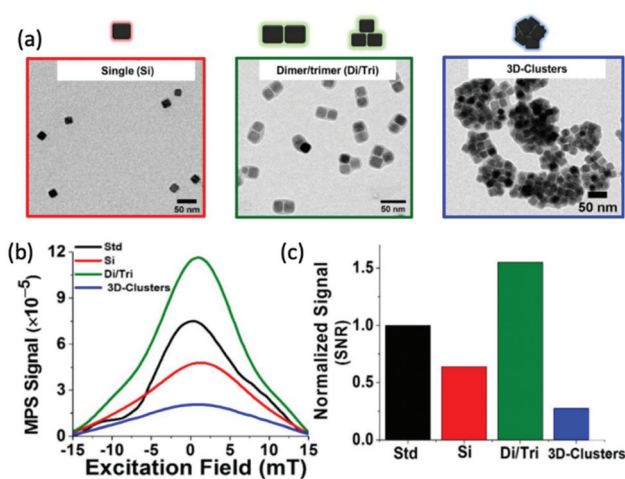 (a)
Single (Si)
Dimer/trimer (Di/Tri)
3D-Clusters
50 nm
50 nm
50 nm
(b)
MPS Signal (×10⁻⁵)
12
9
6
3
0
Std
Si
Di/Tri
3D-Clusters
-15 -10 -5 0 5 10 15
Excitation Field (mT)
(c)
Normalized Signal
(SNR)
1.5
1.0
0.5
0.0
Std Si Di/Tri 3D-Clusters